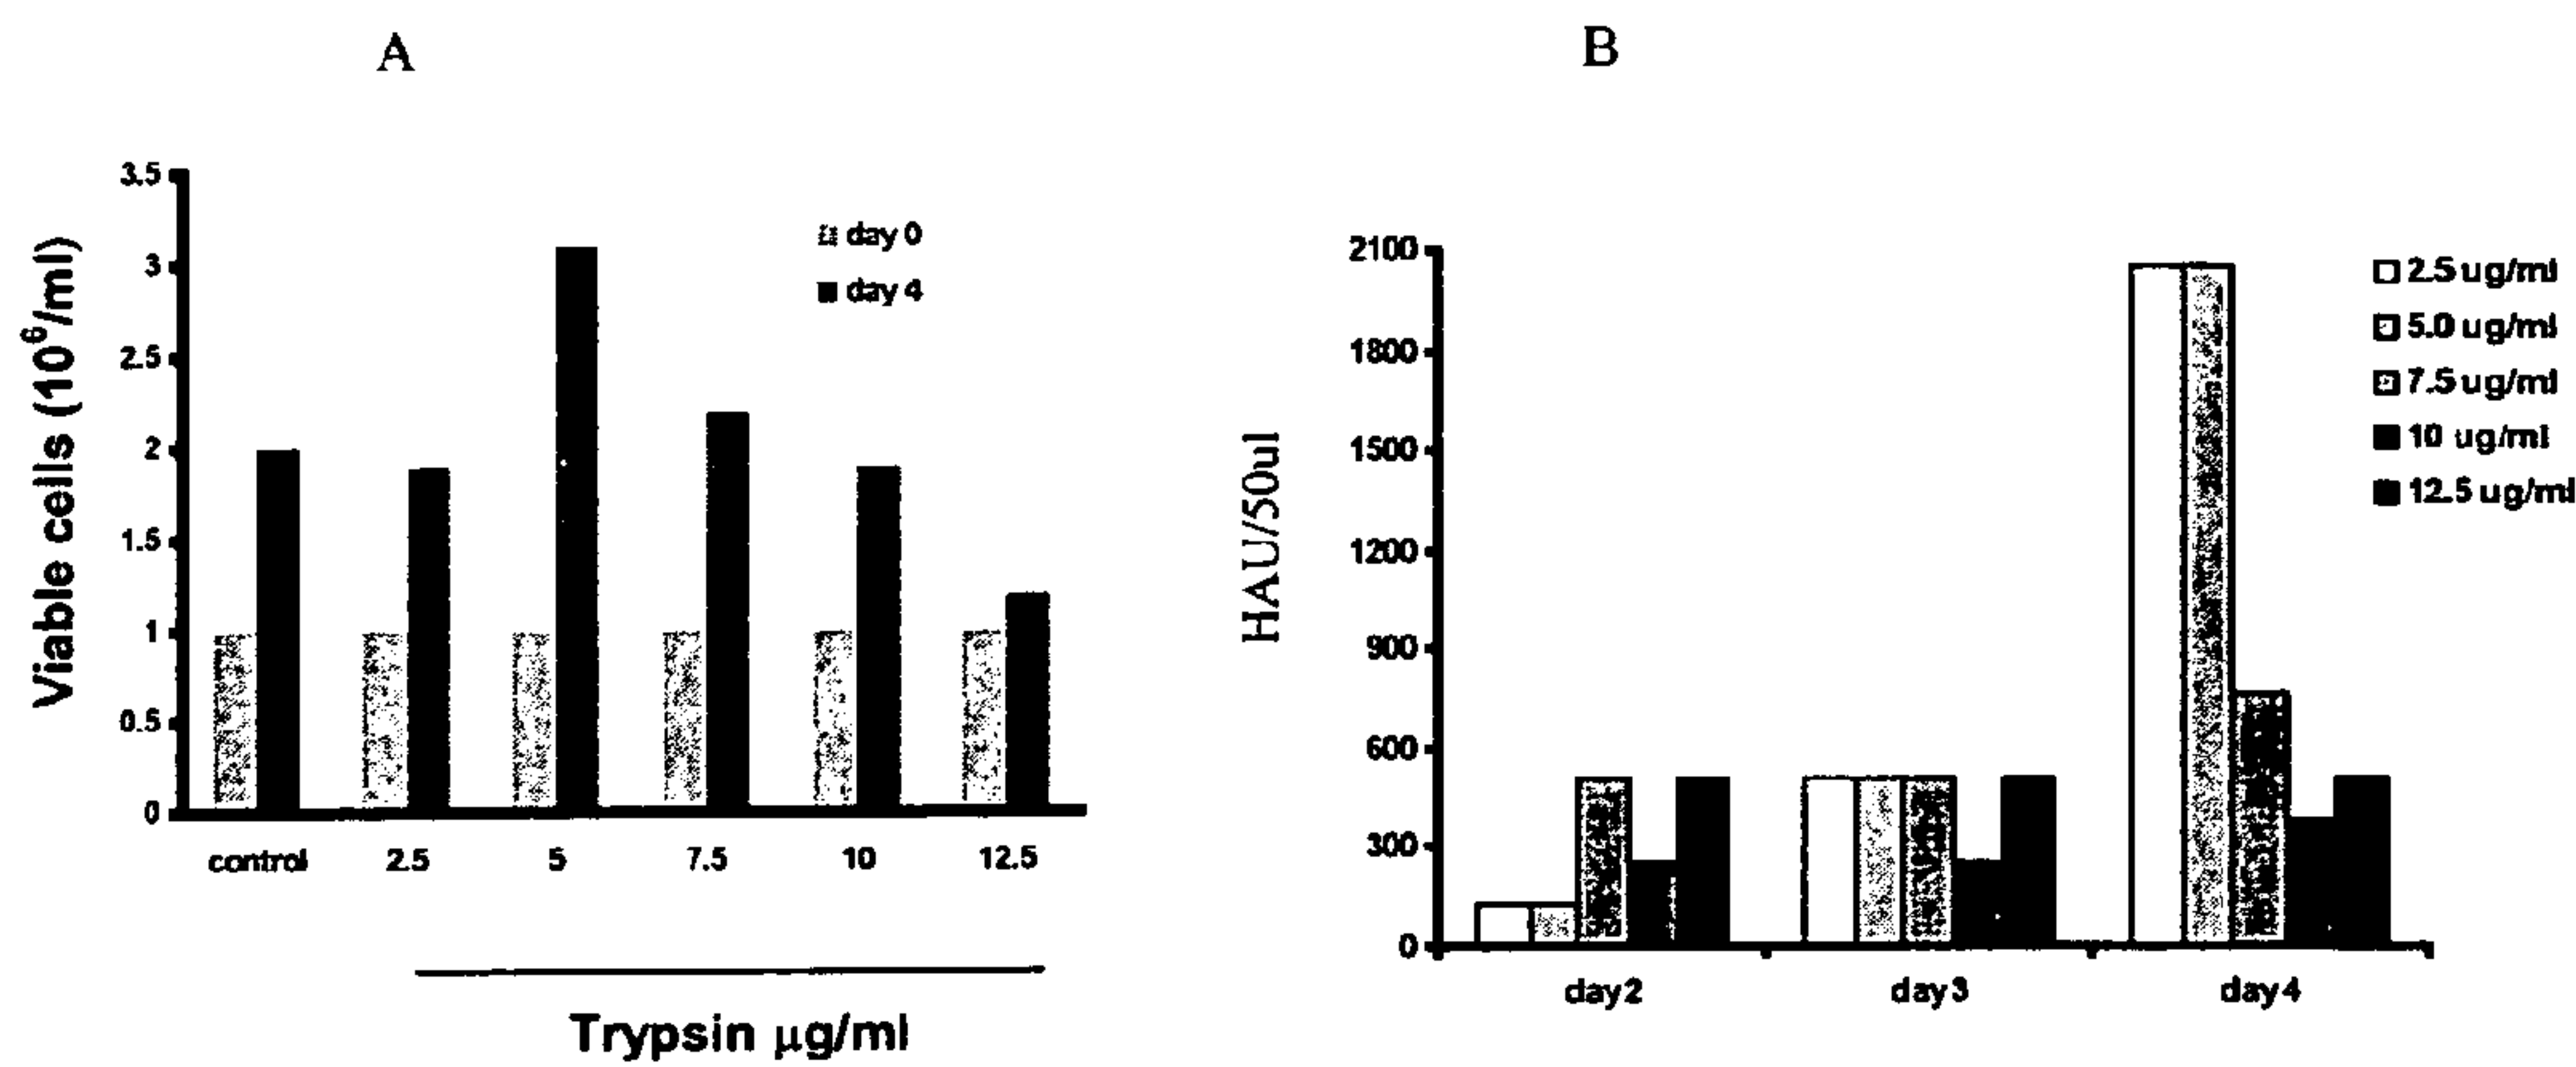 A
3.5
3
2.5
2
1.5
1
0.5
0
Viable cells (10⁶/ml)
day 0
day 4
control 2.5 5 7.5 10 12.5
Trypsin μg/ml
B
2100
1800
1500
1200
900
600
300
0
HAU/50ul
2.5 ug/ml
5.0 ug/ml
7.5 ug/ml
10 ug/ml
12.5 ug/ml
day2 day3 day4